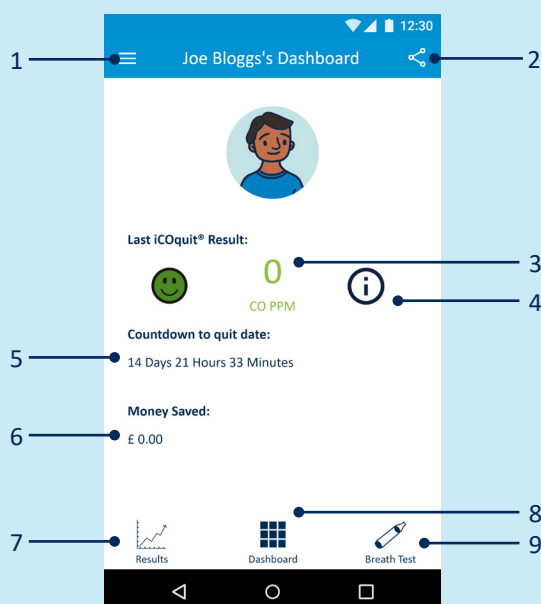 12:30
1
Joe Bloggs's Dashboard
2
Last iCOquit® Result:
0
3
CO PPM
4
Countdown to quit date:
5
14 Days 21 Hours 33 Minutes
Money Saved:
6
£ 0.00
8
7
9
Results
Dashboard
Breath Test